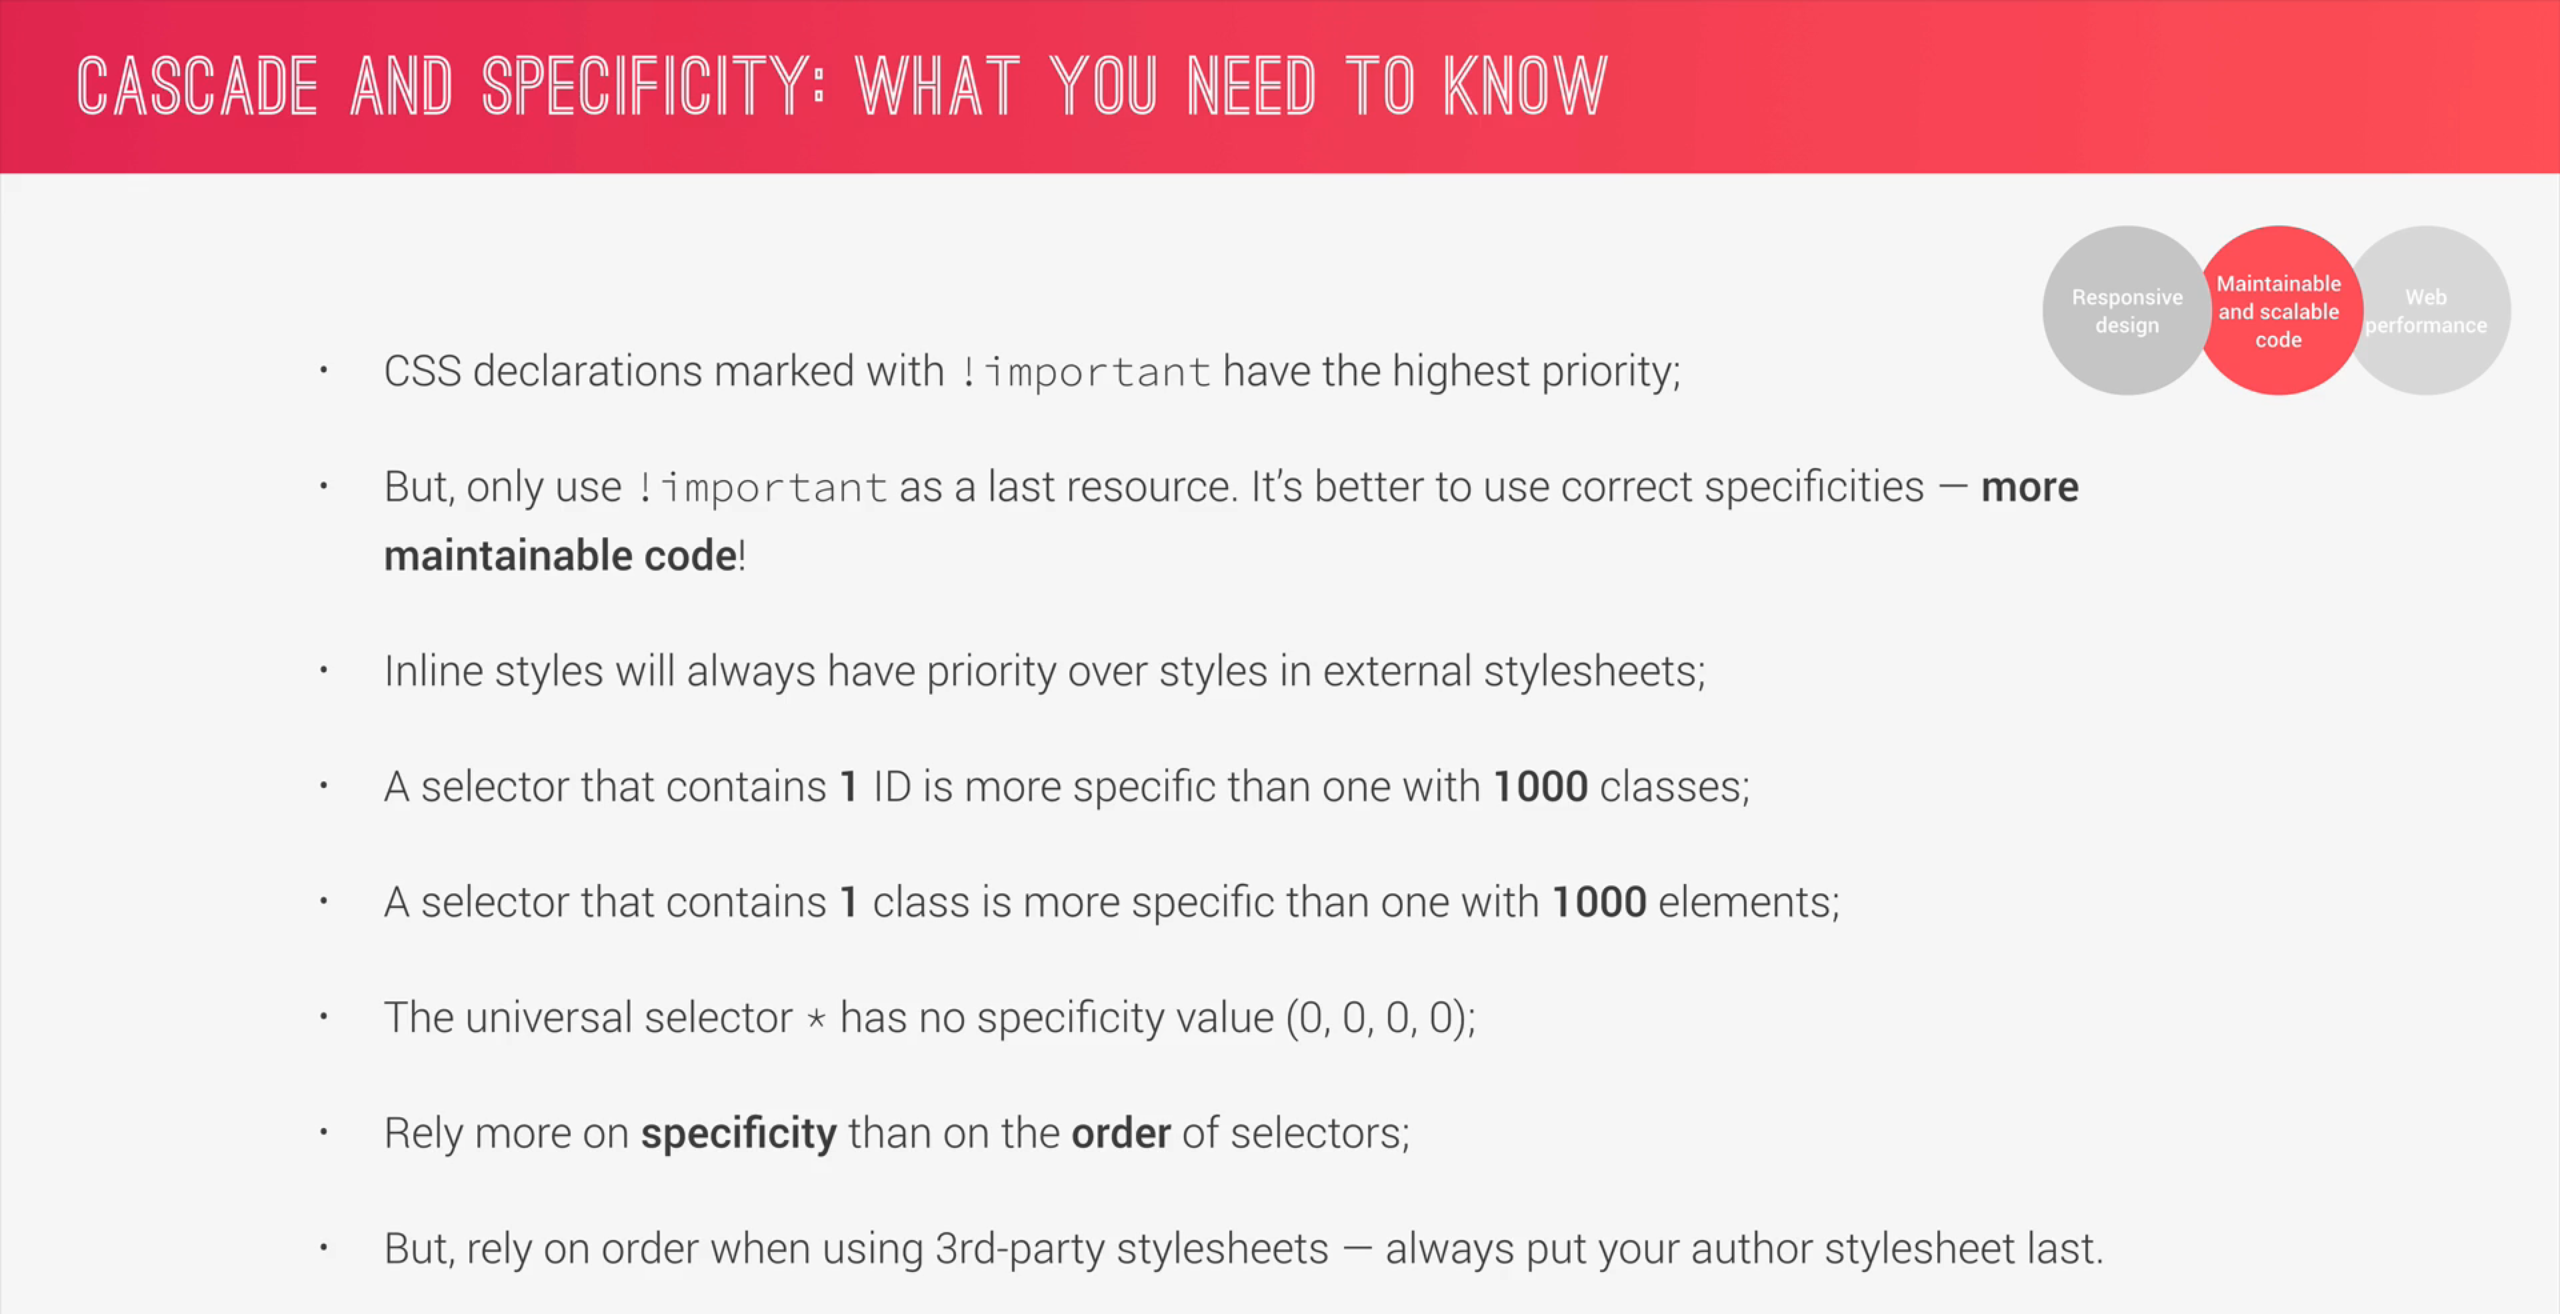 CASCADE AND SPECIFICITY: WHAT YOU NEED TO KNOW
Responsive
design
Maintainable
and scalable
code
Web
performance
• CSS declarations marked with !important have the highest priority;
• But, only use !important as a last resource. It's better to use correct specificities — more
maintainable code!
• Inline styles will always have priority over styles in external stylesheets;
• A selector that contains 1 ID is more specific than one with 1000 classes;
• A selector that contains 1 class is more specific than one with 1000 elements;
• The universal selector * has no specificity value (0, 0, 0, 0);
• Rely more on specificity than on the order of selectors;
• But, rely on order when using 3rd-party stylesheets — always put your author stylesheet last.